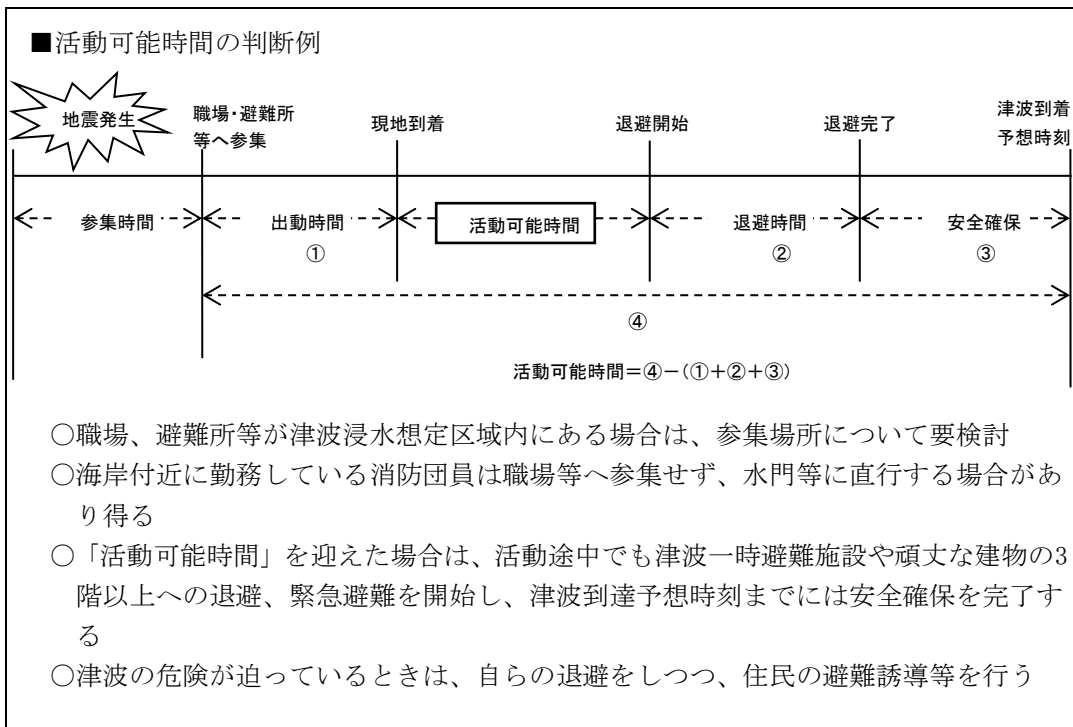 ■活動可能時間の判断例
地震発生
職場・避難所
等へ参集
現地到着
退避開始
退避完了
津波到着
予想時刻
参集時間
出動時間
①
活動可能時間
退避時間
②
安全確保
③
④
活動可能時間＝④－(①＋②＋③)
○職場、避難所等が津波浸水想定区域内にある場合は、参集場所について要検討
○海岸付近に勤務している消防団員は職場等へ参集せず、水門等に直行する場合があ
り得る
○「活動可能時間」を迎えた場合は、活動途中でも津波一時避難施設や頑丈な建物の3
階以上への退避、緊急避難を開始し、津波到達予想時刻までには安全確保を完了す
る
○津波の危険が迫っているときは、自らの退避をしつつ、住民の避難誘導等を行う